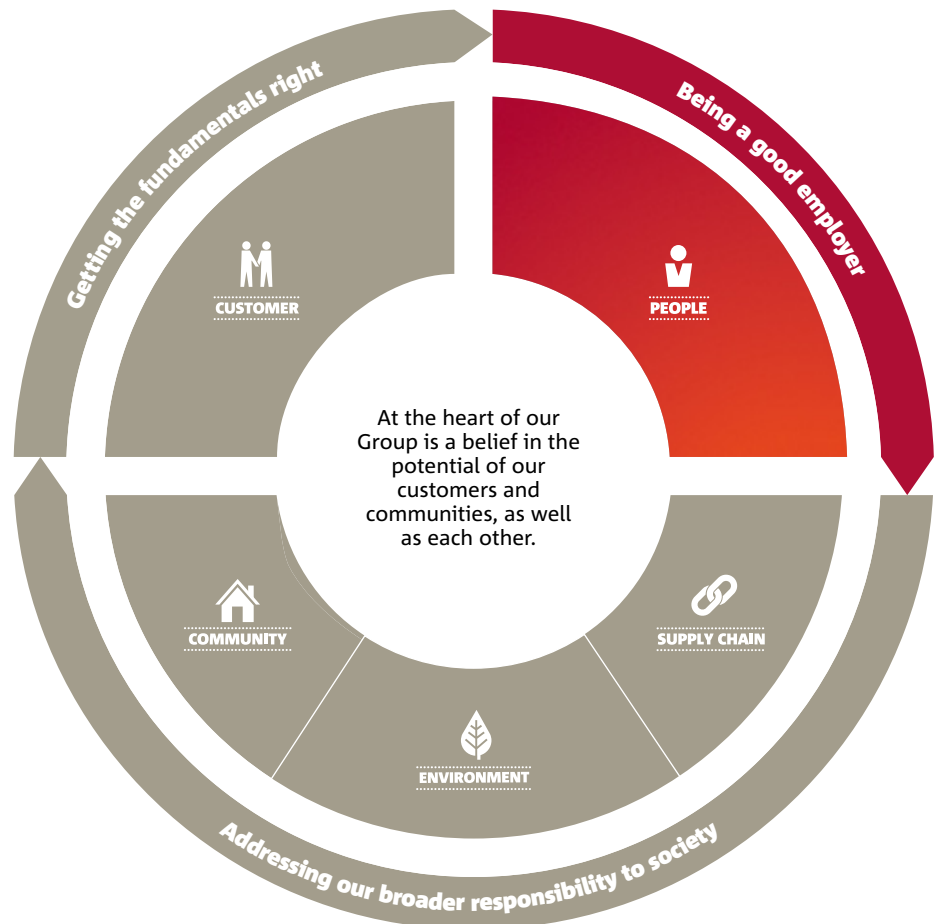 Getting the fundamentals right
Being a good employer
CUSTOMER
PEOPLE
At the heart of our
Group is a belief in the
potential of our
customers and
communities, as well
as each other.
COMMUNITY
SUPPLY CHAIN
ENVIRONMENT
Addressing our broader responsibility to society